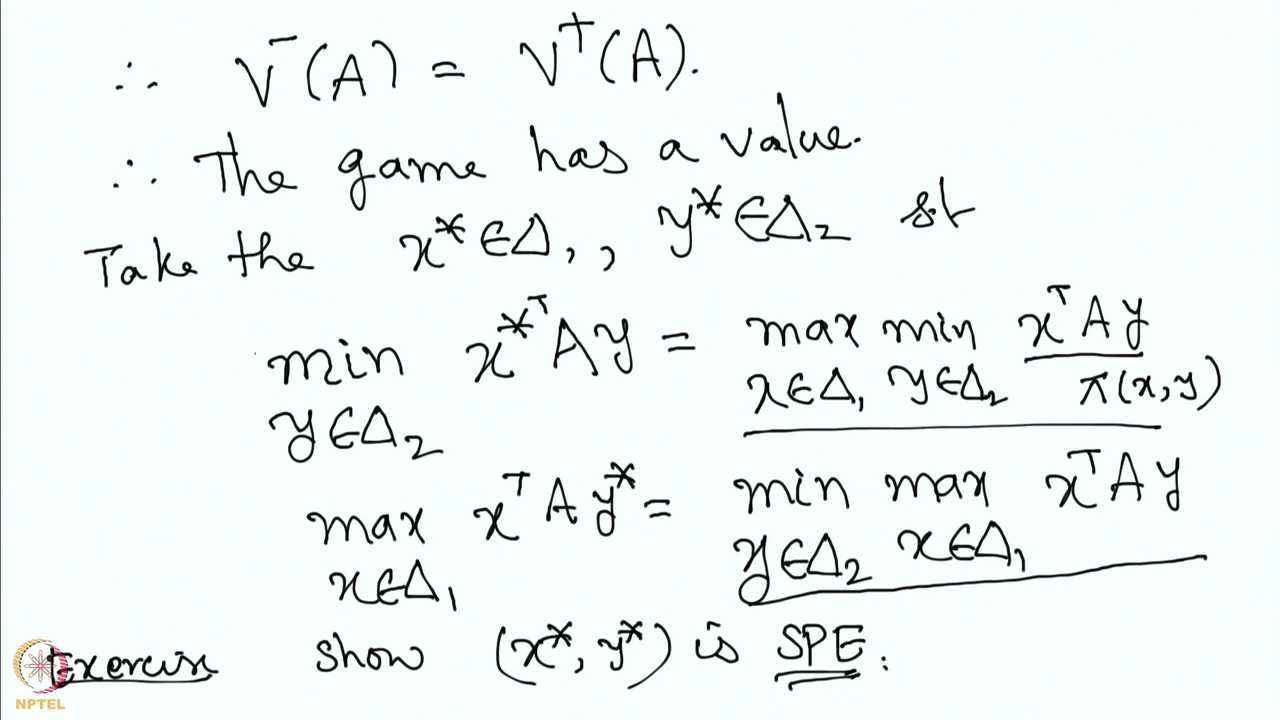 ∴ V⁻(A) = V⁺(A).
∴ The game has a value.
Take the x* ∈ Δ₁, y* ∈ Δ₂ st
min x*ᵀAy = max min xᵀAy
y∈Δ₂ x∈Δ₁ y∈Δ₂ π(x,y)
max xᵀAy* = min max xᵀAy
x∈Δ₁ y∈Δ₂ x∈Δ₁
Exercise show (x*, y*) is SPE.
NPTEL